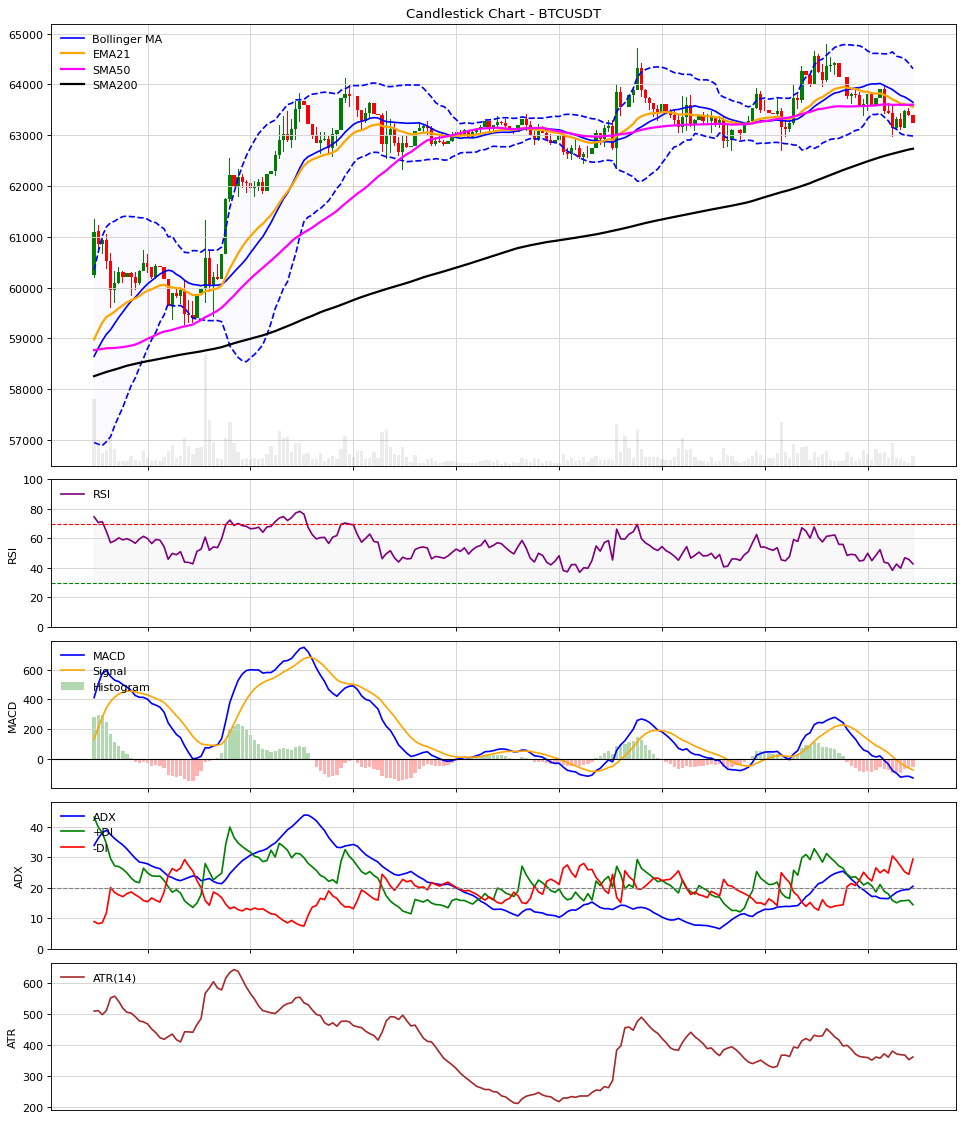 Candlestick Chart - BTCUSDT
65000
64000
63000
62000
61000
60000
59000
58000
57000
Bollinger MA
EMA21
SMA50
SMA200
100
80
60
40
20
0
RSI
RSI
600
400
200
0
MACD
MACD
Signal
Histogram
40
30
20
10
0
ADX
ADX
+DI
-DI
600
500
400
300
200
ATR
ATR(14)